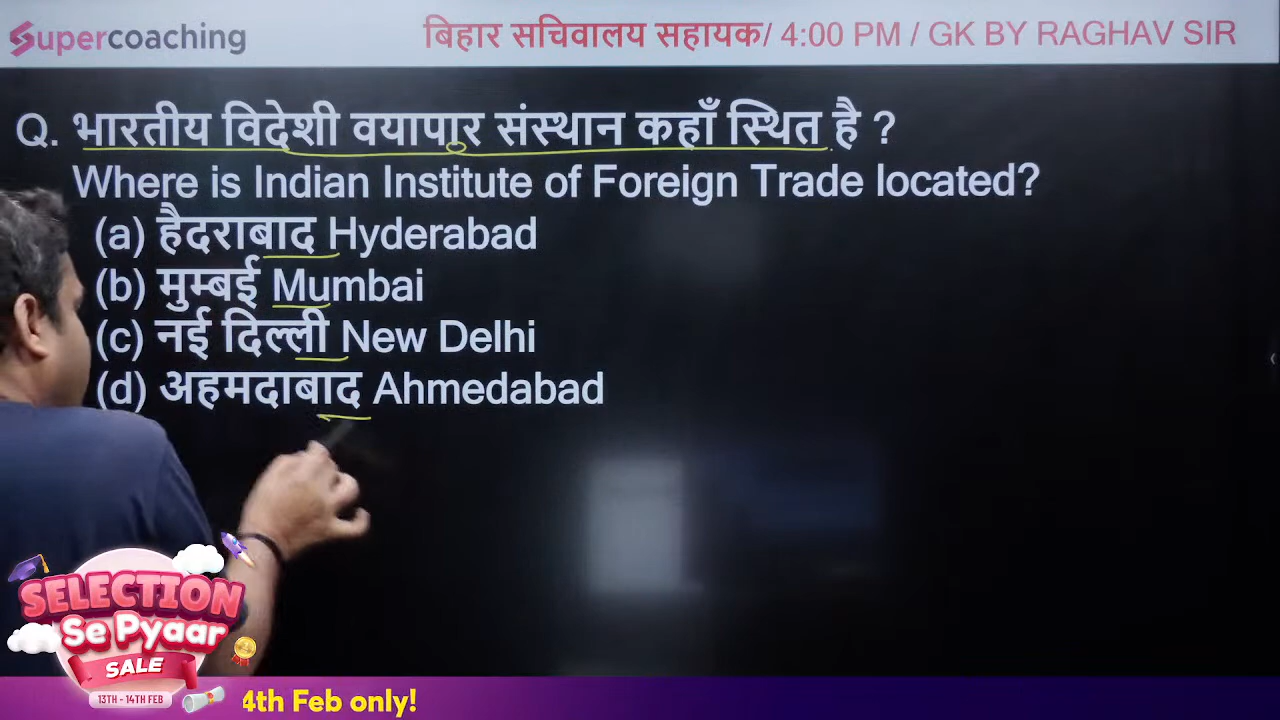 Supercoaching
बिहार सचिवालय सहायक/ 4:00 PM / GK BY RAGHAV SIR
Q. भारतीय विदेशी वयापार संस्थान कहाँ स्थित है ?
Where is Indian Institute of Foreign Trade located?
(a) हैदराबाद Hyderabad
(b) मुम्बई Mumbai
(c) नई दिल्ली New Delhi
(d) अहमदाबाद Ahmedabad
SELECTION
Se Pyaar
SALE
13TH - 14TH FEB
4th Feb only!